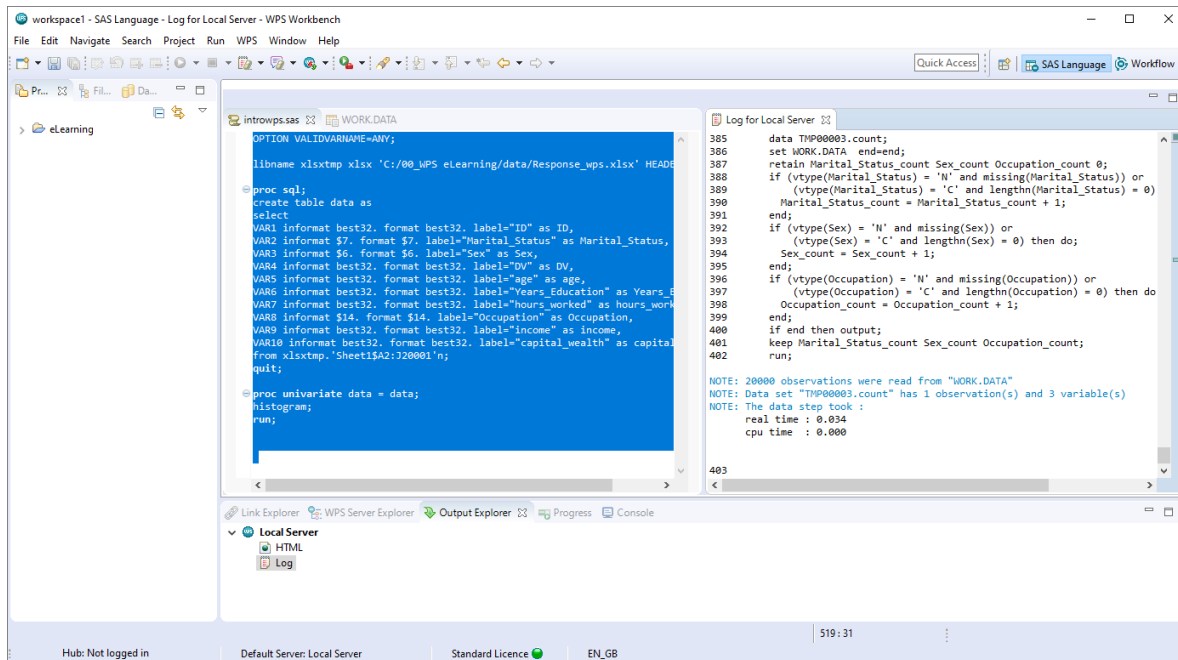 workspace1 - SAS Language - Log for Local Server - WPS Workbench
File Edit Navigate Search Project Run WPS Window Help
Quick Access
SAS Language
Workflow
Pr...
Fil...
Da...
eLearning
introwps.sas
WORK.DATA
OPTION VALIDVARNAME=ANY;
libname xlsxtmp xlsx 'C:/00_WPS eLearning/data/Response_wps.xlsx' HEADE
proc sql;
create table data as
select
VAR1 informat best32. format best32. label="ID" as ID,
VAR2 informat $7. format $7. label="Marital_Status" as Marital_Status,
VAR3 informat $6. format $6. label="Sex" as Sex,
VAR4 informat best32. format best32. label="DV" as DV,
VAR5 informat best32. format best32. label="age" as age,
VAR6 informat best32. format best32. label="Years_Education" as Years_E
VAR7 informat best32. format best32. label="hours_worked" as hours_work
VAR8 informat $14. format $14. label="Occupation" as Occupation,
VAR9 informat best32. format best32. label="income" as income,
VAR10 informat best32. format best32. label="capital_wealth" as capital
from xlsxtmp.'Sheet1$A2:J20001'n;
quit;
proc univariate data = data;
histogram;
run;
Log for Local Server
385 data TMP00003.count;
386 set WORK.DATA end=end;
387 retain Marital_Status_count Sex_count Occupation_count 0;
388 if (vtype(Marital_Status) = 'N' and missing(Marital_Status)) or
389 (vtype(Marital_Status) = 'C' and lengthn(Marital_Status) = 0)
390 Marital_Status_count = Marital_Status_count + 1;
391 end;
392 if (vtype(Sex) = 'N' and missing(Sex)) or
393 (vtype(Sex) = 'C' and lengthn(Sex) = 0) then do;
394 Sex_count = Sex_count + 1;
395 end;
396 if (vtype(Occupation) = 'N' and missing(Occupation)) or
397 (vtype(Occupation) = 'C' and lengthn(Occupation) = 0) then do
398 Occupation_count = Occupation_count + 1;
399 end;
400 if end then output;
401 keep Marital_Status_count Sex_count Occupation_count;
402 run;
NOTE: 20000 observations were read from "WORK.DATA"
NOTE: Data set "TMP00003.count" has 1 observation(s) and 3 variable(s)
NOTE: The data step took :
real time : 0.034
cpu time : 0.000
403
Link Explorer
WPS Server Explorer
Output Explorer
Progress
Console
Local Server
HTML
Log
519 : 31
Hub: Not logged in
Default Server: Local Server
Standard Licence
EN_GB